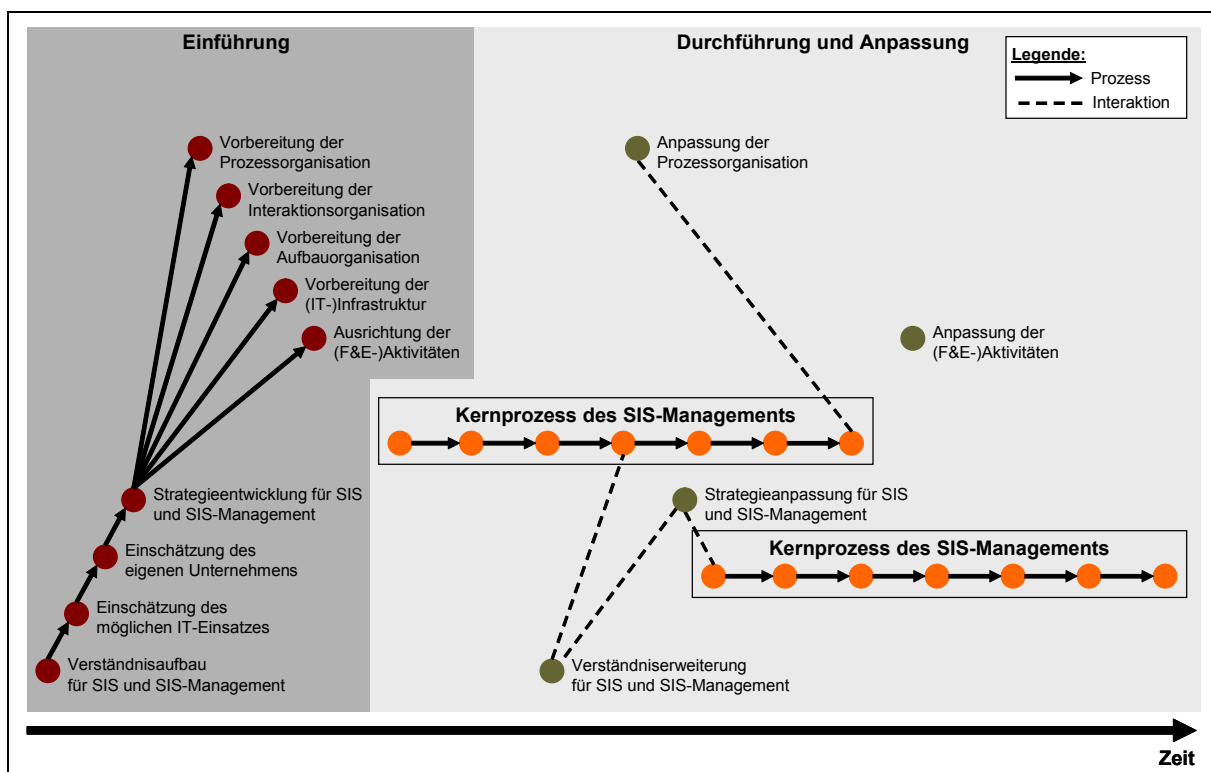 Einführung
Durchführung und Anpassung
Legende:
Prozess
Interaktion
Vorbereitung der
Prozessorganisation
Vorbereitung der
Interaktionsorganisation
Vorbereitung der
Aufbauorganisation
Vorbereitung der
(IT-)Infrastruktur
Ausrichtung der
(F&E-)Aktivitäten
Strategieentwicklung für SIS
und SIS-Management
Einschätzung des
eigenen Unternehmens
Einschätzung des
möglichen IT-Einsatzes
Verständnisaufbau
für SIS und SIS-Management
Anpassung der
Prozessorganisation
Anpassung der
(F&E-)Aktivitäten
Kernprozess des SIS-Managements
Strategieanpassung für SIS
und SIS-Management
Kernprozess des SIS-Managements
Verständniserweiterung
für SIS und SIS-Management
Zeit